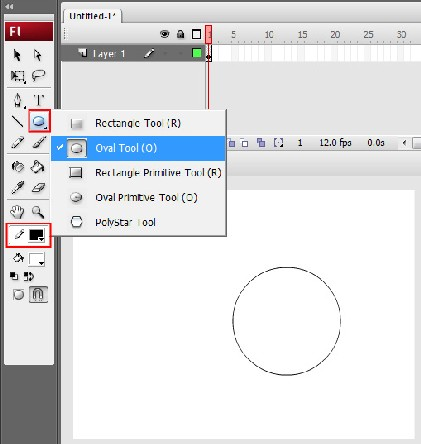 Untitled-1*
Fl
1 5 10 15 20 25 30
Layer 1
T
Rectangle Tool (R)
Oval Tool (O)
1 12.0 fps 0.0s
Rectangle Primitive Tool (R)
Oval Primitive Tool (O)
PolyStar Tool